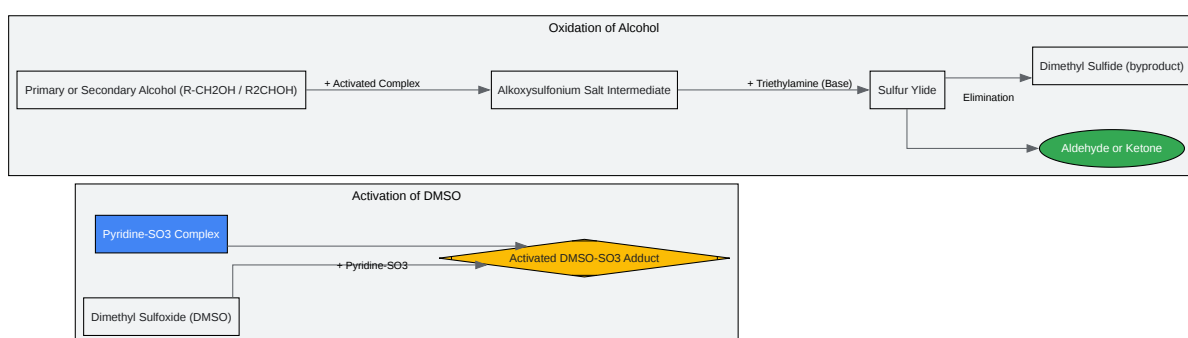 Oxidation of Alcohol
Primary or Secondary Alcohol (R-CH2OH / R2CHOH)
+ Activated Complex
Alkoxysulfonium Salt Intermediate
+ Triethylamine (Base)
Sulfur Ylide
Dimethyl Sulfide (byproduct)
Elimination
Aldehyde or Ketone
Activation of DMSO
Pyridine-SO3 Complex
+ Pyridine-SO3
Activated DMSO-SO3 Adduct
Dimethyl Sulfoxide (DMSO)